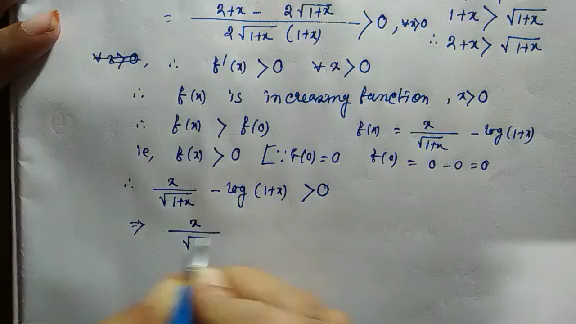 = (2+x - 2√(1+x)) / (2√(1+x) (1+x)) > 0, ∀x>0
1+x > √(1+x)
∴ 2+x > √(1+x)
∴ f'(x) > 0 ∀ x > 0
∴ f(x) is increasing function, x>0
∴ f(x) > f(0)
f(x) = x/√(1+x) - log(1+x)
ie, f(x) > 0 [∵ f(0)=0
f(0) = 0-0=0
∴ x/√(1+x) - log(1+x) > 0
⇒ x/√